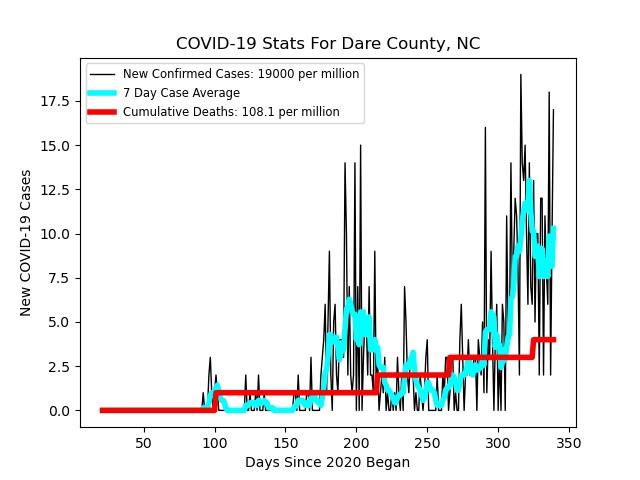 COVID-19 Stats For Dare County, NC
New Confirmed Cases: 19000 per million
7 Day Case Average
Cumulative Deaths: 108.1 per million
New COVID-19 Cases
17.5
15.0
12.5
10.0
7.5
5.0
2.5
0.0
50 100 150 200 250 300 350
Days Since 2020 Began